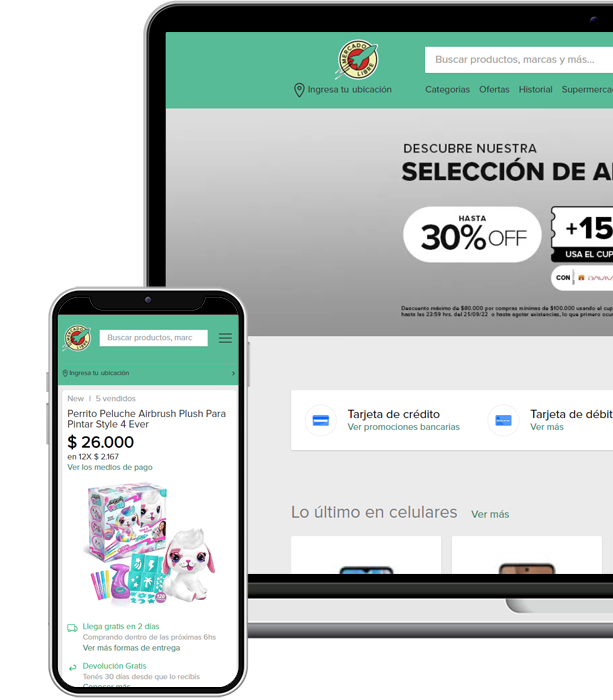 MERCADO
LIBRE
Buscar productos, marcas y más...
Ingresa tu ubicación
Categorías Ofertas Historial Supermerca
DESCUBRE NUESTRA
SELECCIÓN DE A
HASTA
30% OFF
+15
USA EL CUP
CON
Descuento máximo de $80.000 por compras mínimas de $100.000 usando el cup
hasta las 23:59 hrs. del 25/09/22 o hasta agotar existencias, lo que primero ocu
Tarjeta de crédito
Ver promociones bancarias
Tarjeta de débit
Ver más
Lo último en celulares Ver más
MERCADO
LIBRE
Buscar productos, marc
Ingresa tu ubicación
New | 5 vendidos
Perrito Peluche Airbrush Plush Para
Pintar Style 4 Ever
$ 26.000
en 12X $ 2.167
Ver los medios de pago
Llega gratis en 2 días
Comprando dentro de las próximas 6hs
Ver más formas de entrega
Devolución Gratis
Tenés 30 días desde que lo recibís
Conocer más